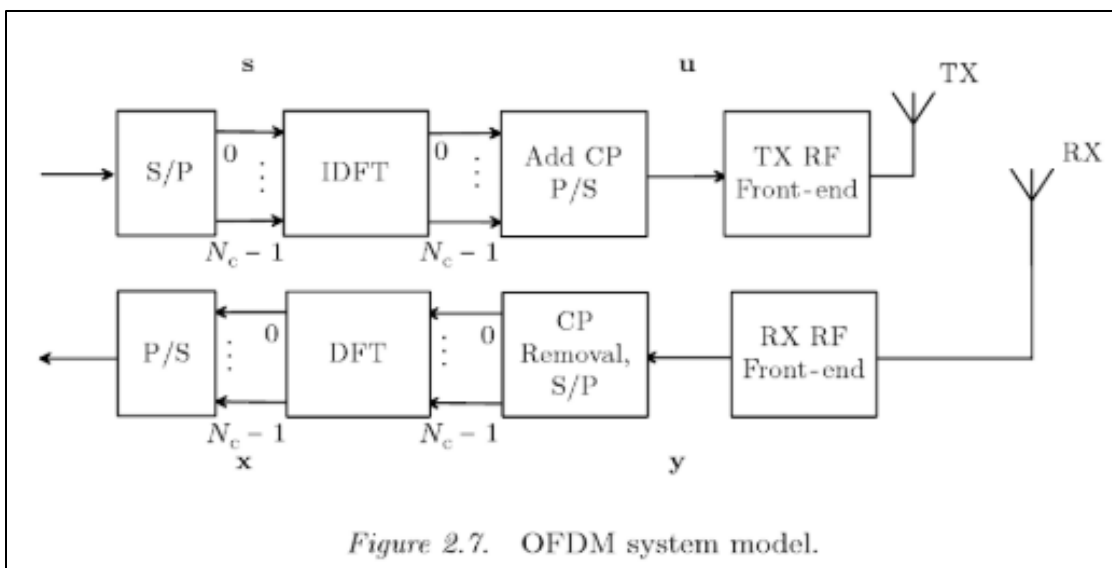 s
u
TX
RX
S/P
0
⋮
N_c − 1
IDFT
0
⋮
N_c − 1
Add CP
P/S
TX RF
Front-end
P/S
0
⋮
N_c − 1
DFT
0
⋮
N_c − 1
CP
Removal,
S/P
RX RF
Front-end
x
y
Figure 2.7. OFDM system model.